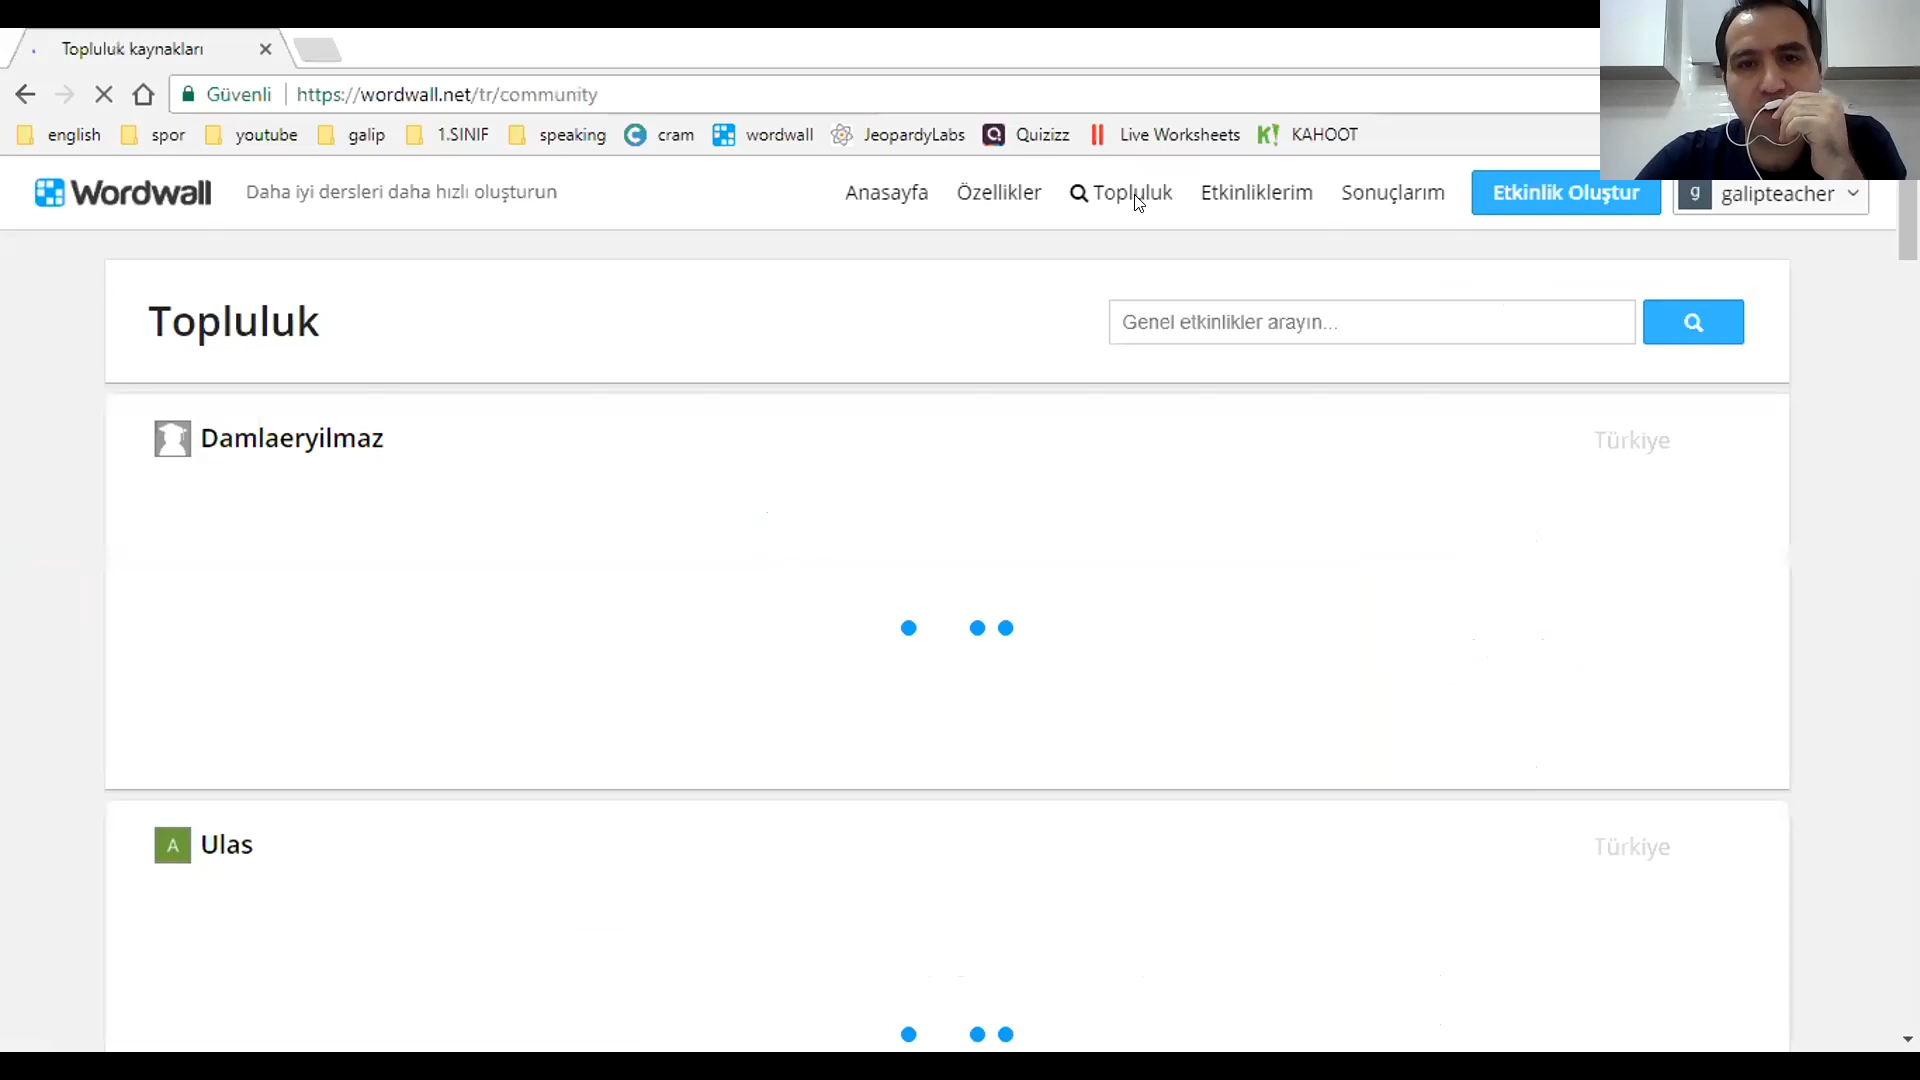 Topluluk kaynakları
Güvenli https://wordwall.net/tr/community
english spor youtube galip 1.SINIF speaking cram wordwall JeopardyLabs Quizizz Live Worksheets KAHOOT
Wordwall Daha iyi dersleri daha hızlı oluşturun Anasayfa Özellikler Topluluk Etkinliklerim Sonuçlarım Etkinlik Oluştur g galipteacher
Topluluk Genel etkinlikler arayın...
Damlaeryilmaz Türkiye
A Ulas Türkiye